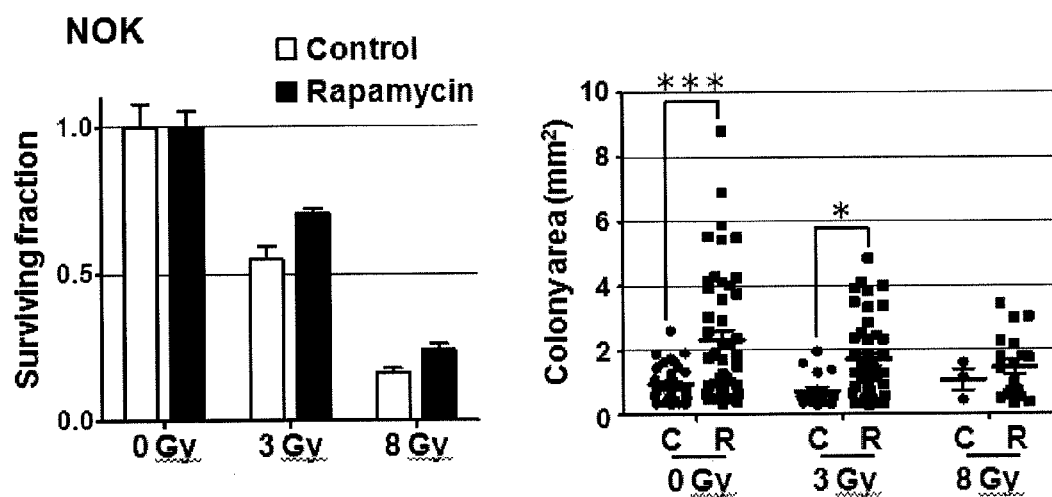 NOK
Control
Rapamycin
Surviving fraction
1.0
0.5
0.0
0 Gy
3 Gy
8 Gy
Colony area (mm²)
10
8
6
4
2
0
***
*
C R C R C R
0 Gy 3 Gy 8 Gy